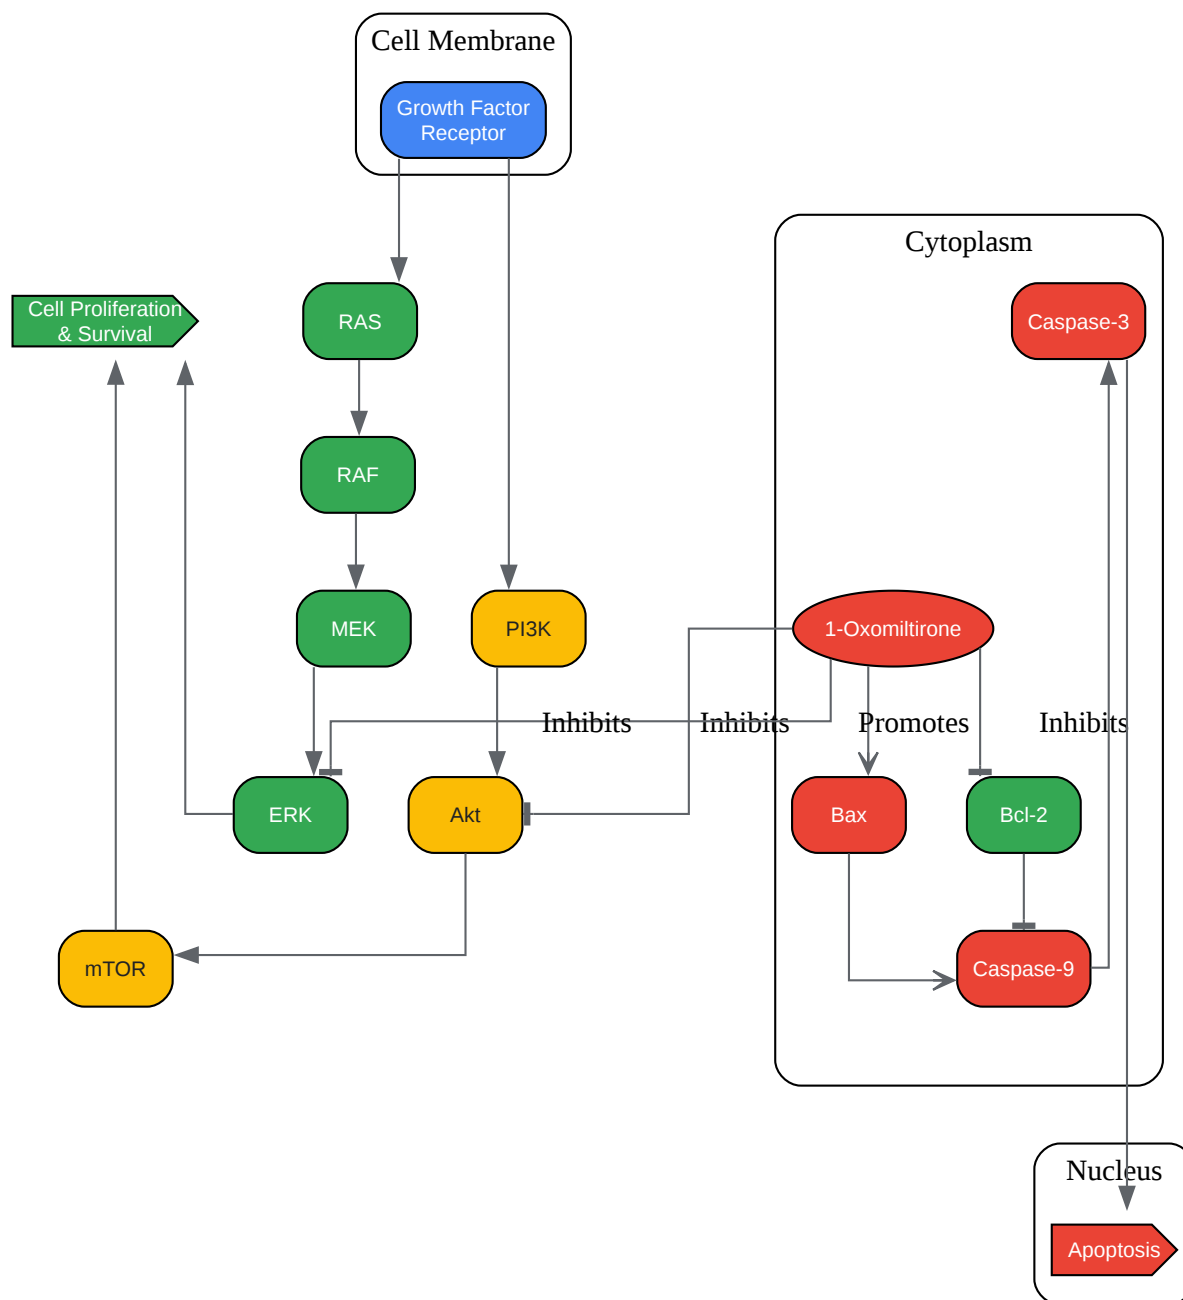 Cell Membrane
Growth Factor
Receptor
Cytoplasm
Cell Proliferation
& Survival
RAS
Caspase-3
RAF
MEK
PI3K
1-Oxomiltirone
Inhibits
Inhibits
Promotes
Inhibits
ERK
Akt
Bax
Bcl-2
mTOR
Caspase-9
Nucleus
Apoptosis